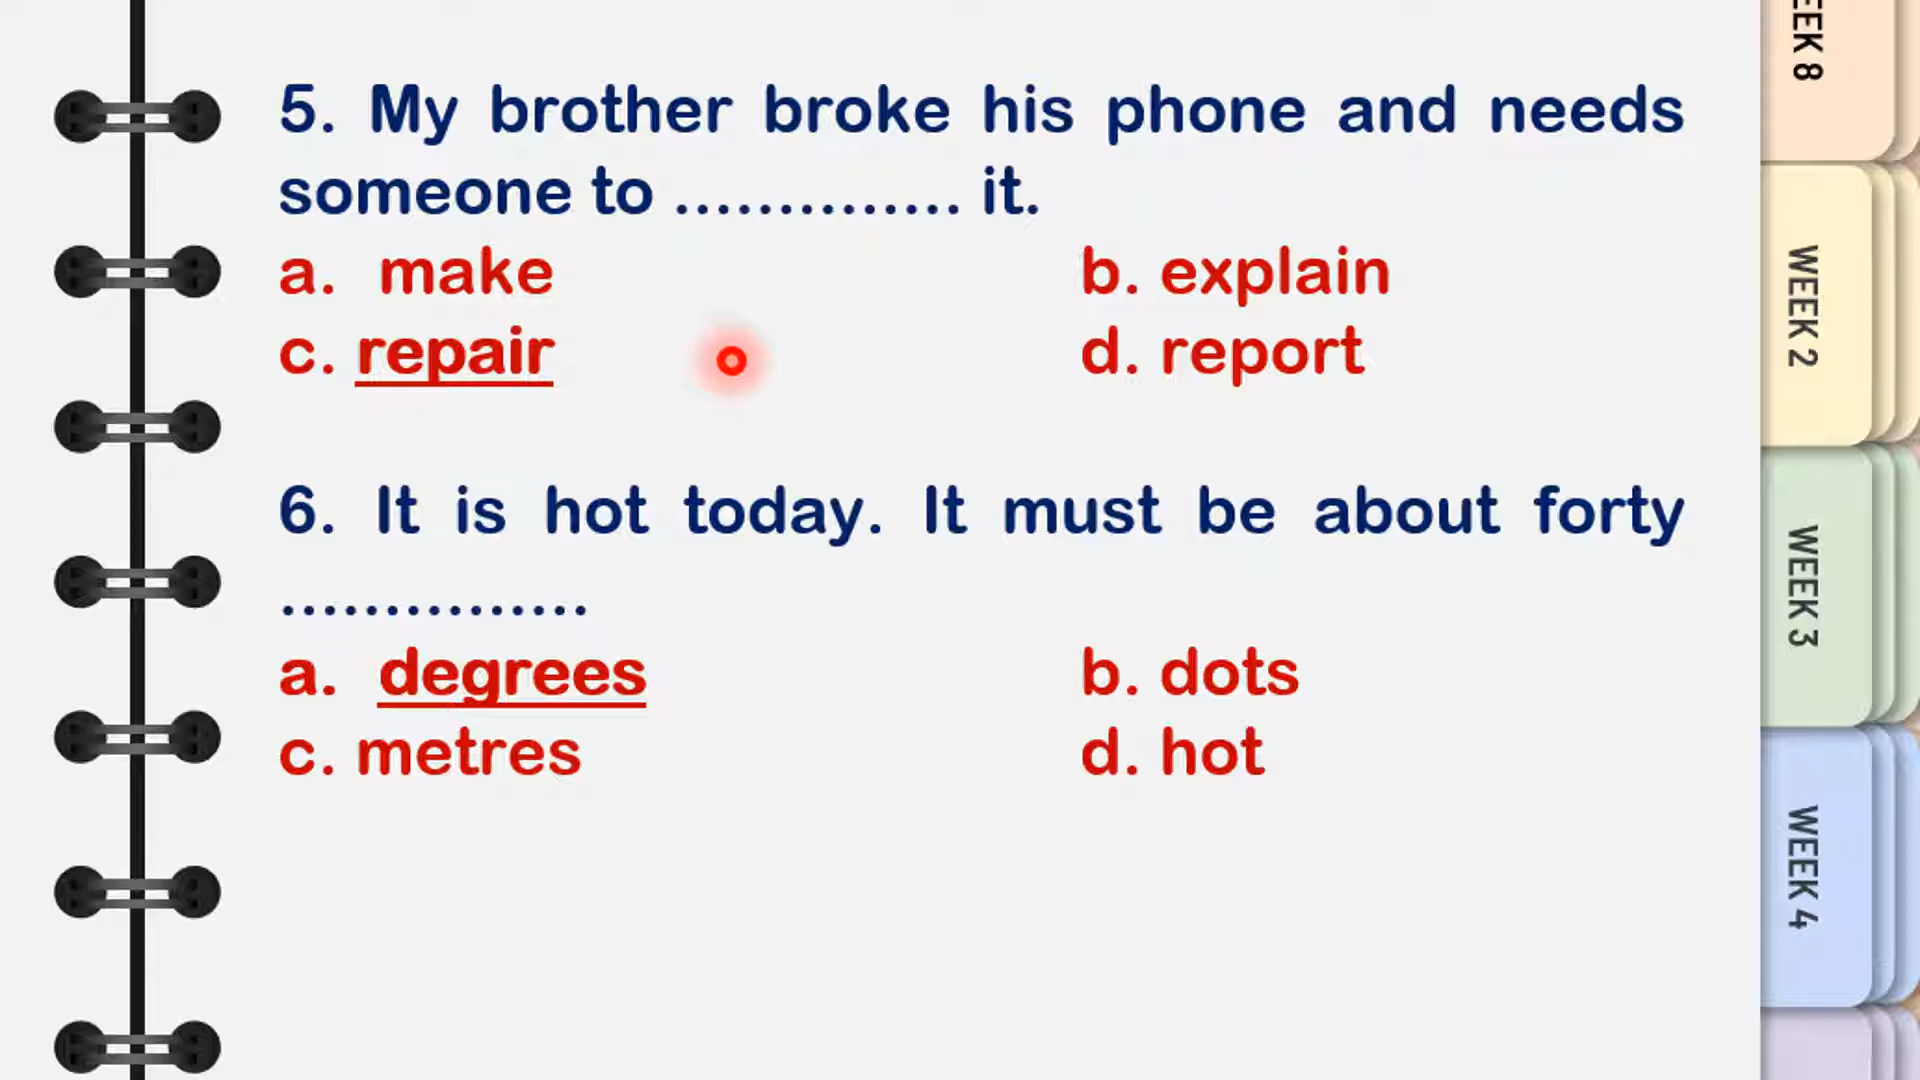 5. My brother broke his phone and needs
someone to .............. it.
a. make
b. explain
c. repair
d. report
6. It is hot today. It must be about forty
...............
a. degrees
b. dots
c. metres
d. hot
EEK 8
WEEK 2
WEEK 3
WEEK 4